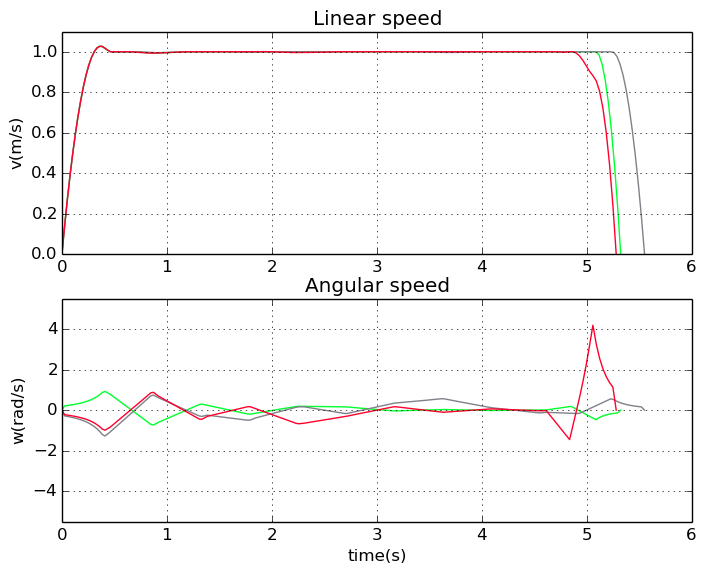 Linear speed
v(m/s)
1.0
0.8
0.6
0.4
0.2
0.0
0 1 2 3 4 5 6
Angular speed
w(rad/s)
4
2
0
−2
−4
0 1 2 3 4 5 6
time(s)